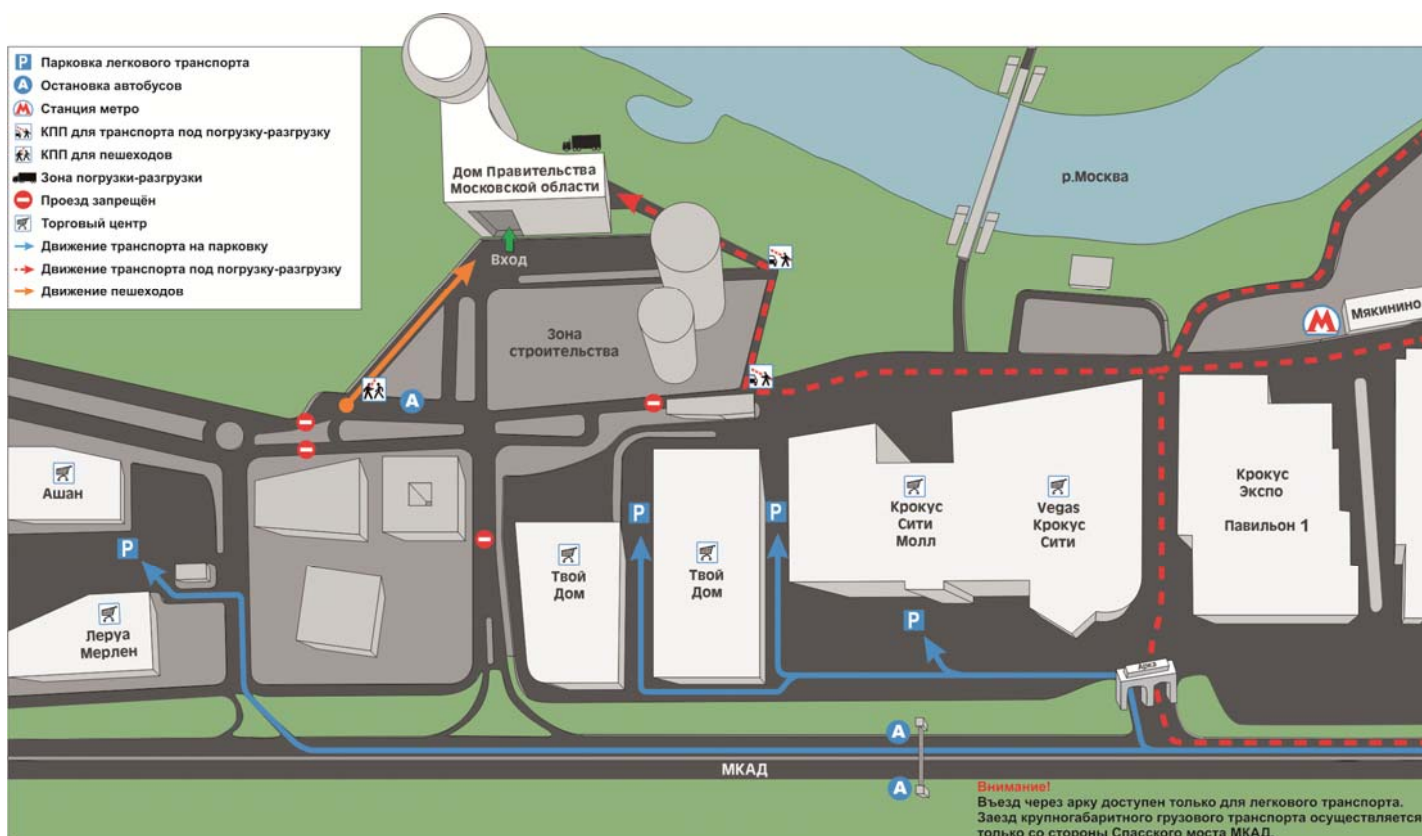 P Парковка легкового транспорта
А Остановка автобусов
М Станция метро
КПП для транспорта под погрузку-разгрузку
КПП для пешеходов
Зона погрузки-разгрузки
Проезд запрещён
Торговый центр
Движение транспорта на парковку
Движение транспорта под погрузку-разгрузку
Движение пешеходов
Дом Правительства
Московской области
Вход
р.Москва
Зона
строительства
М
Мякинино
А
Ашан
P
Леруа
Мерлен
Твой
Дом
P
Твой
Дом
P
Крокус
Сити
Молл
Vegas
Крокус
Сити
P
Крокус
Экспо
Павильон 1
Арка
А
МКАД
А
Внимание!
Въезд через арку доступен только для легкового транспорта.
Заезд крупногабаритного грузового транспорта осуществляется
только со стороны Спасского моста МКАД.